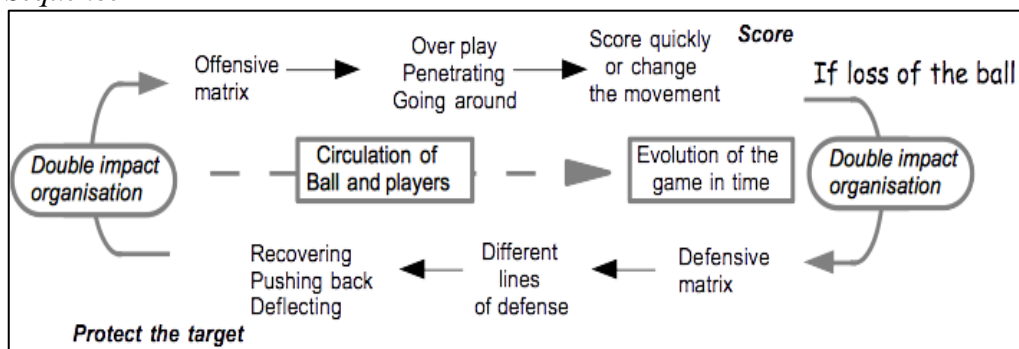 Score
Offensive
matrix
Over play
Penetrating
Going around
Score quickly
or change
the movement
If loss of the ball
Double impact
organisation
Circulation of
Ball and players
Evolution of the
game in time
Double impact
organisation
Recovering
Pushing back
Deflecting
Different
lines
of defense
Defensive
matrix
Protect the target